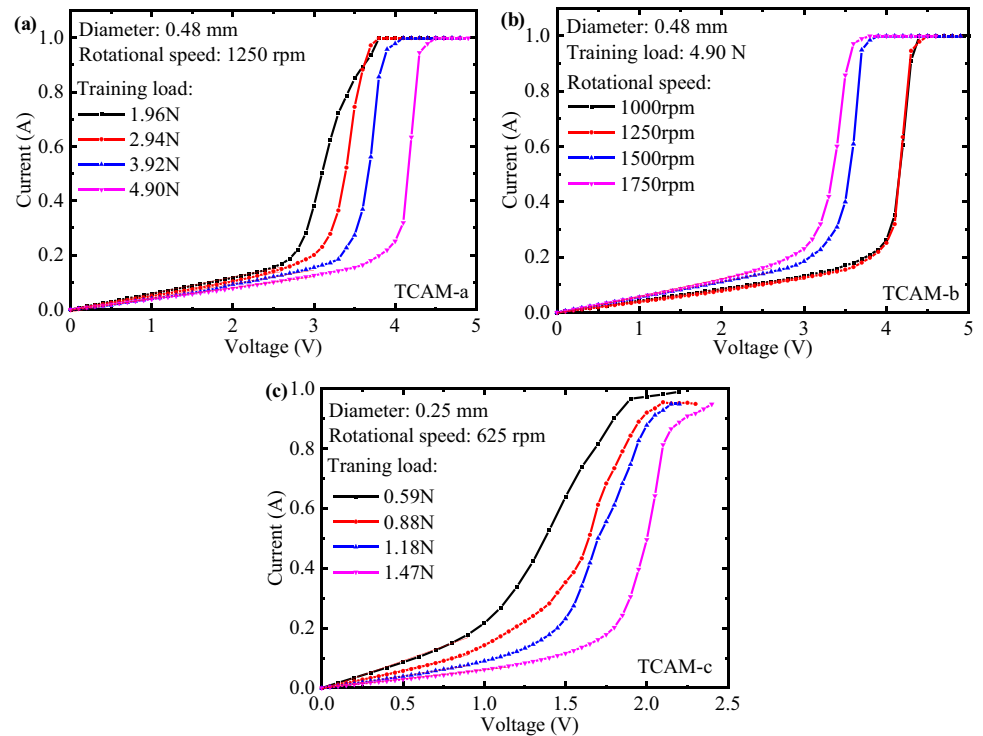 (a)
Diameter: 0.48 mm
Rotational speed: 1250 rpm
Training load:
1.96N
2.94N
3.92N
4.90N
TCAM-a
Current (A)
1.0
0.8
0.6
0.4
0.2
0.0
0 1 2 3 4 5
Voltage (V)
(b)
Diameter: 0.48 mm
Training load: 4.90 N
Rotational speed:
1000rpm
1250rpm
1500rpm
1750rpm
TCAM-b
Current (A)
1.0
0.8
0.6
0.4
0.2
0.0
0 1 2 3 4 5
Voltage (V)
(c)
Diameter: 0.25 mm
Rotational speed: 625 rpm
Traning load:
0.59N
0.88N
1.18N
1.47N
TCAM-c
Current (A)
1.0
0.8
0.6
0.4
0.2
0.0
0.0 0.5 1.0 1.5 2.0 2.5
Voltage (V)